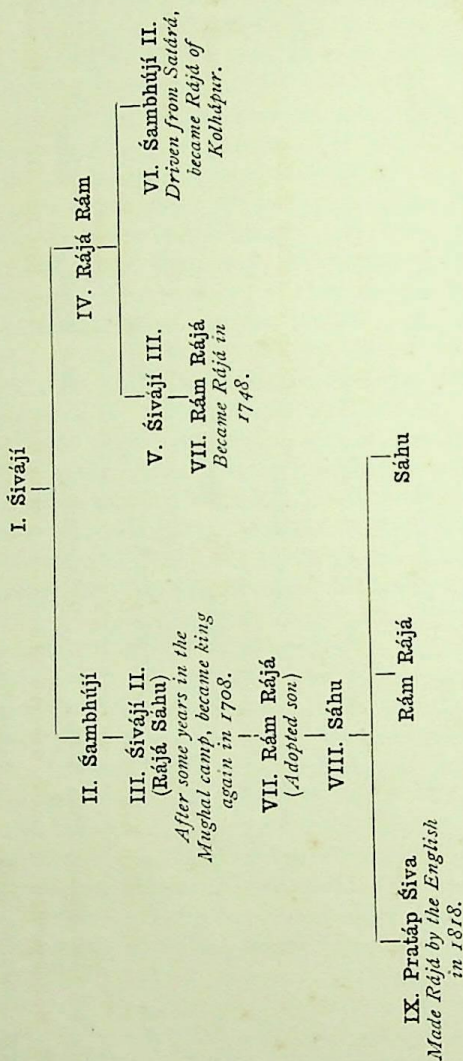 I. Śivájí
II. Śambhújí
IV. Rájá Rám
III. Śivájí II.
(Rájá Sáhu)
After some years in the
Mughal camp, became king
again in 1708.
V. Śivájí III.
VI. Śambhújí II.
Driven from Satárá,
became Rájá of
Kolhápur.
VII. Rám Rájá
(Adopted son)
VII. Rám Rájá
Became Rájá in
1748.
VIII. Sáhu
IX. Pratáp Śiva
Made Rájá by the English
in 1818.
Rám Rájá
Sáhu